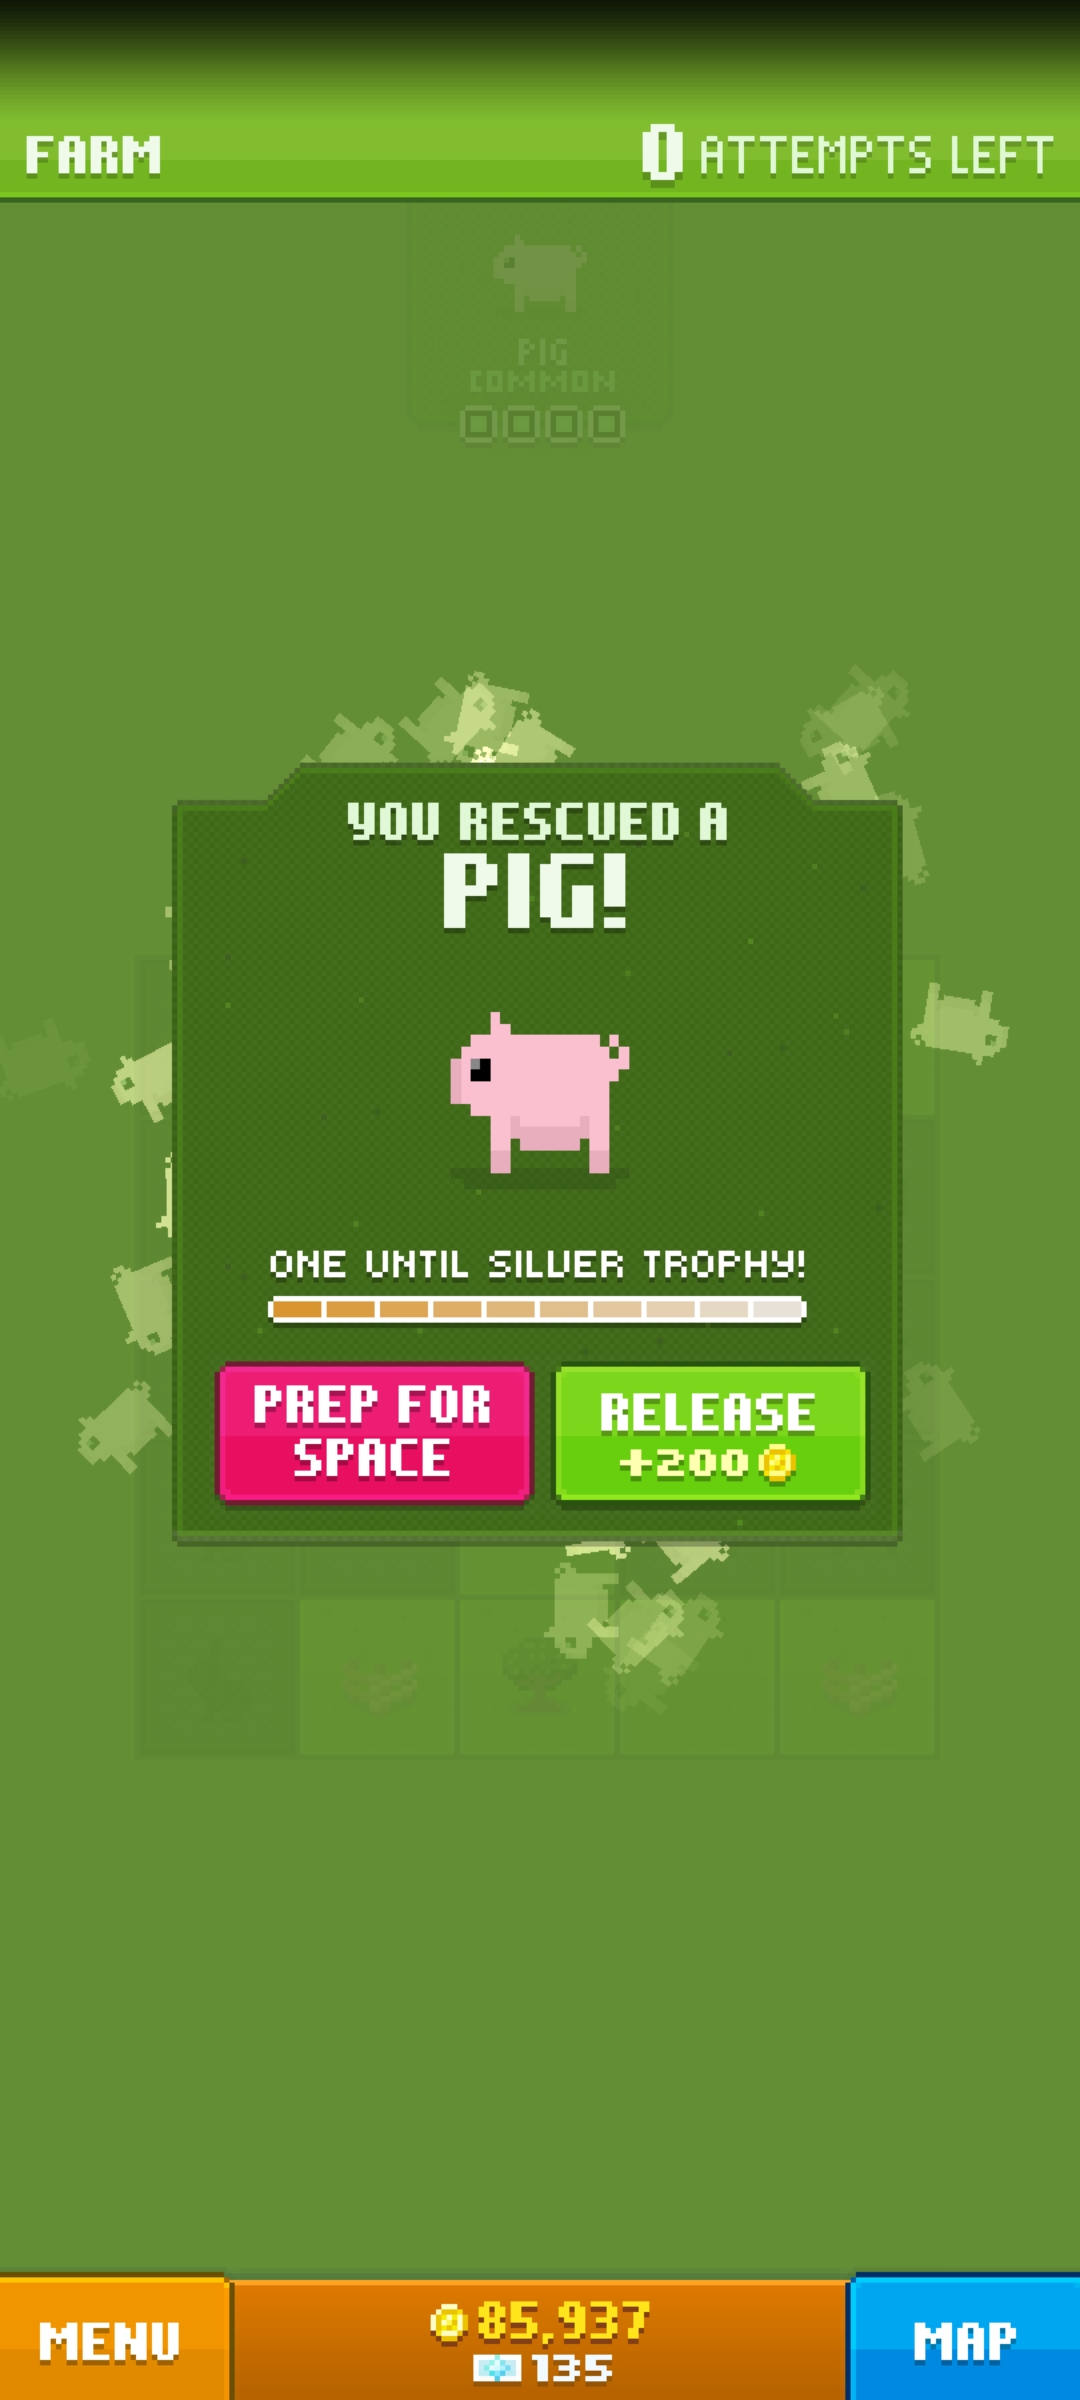 FARM
0 ATTEMPTS LEFT
PIG
COMMON
YOU RESCUED A
PIG!
ONE UNTIL SILVER TROPHY!
PREP FOR
SPACE
RELEASE
+200
MENU
85,937
135
MAP